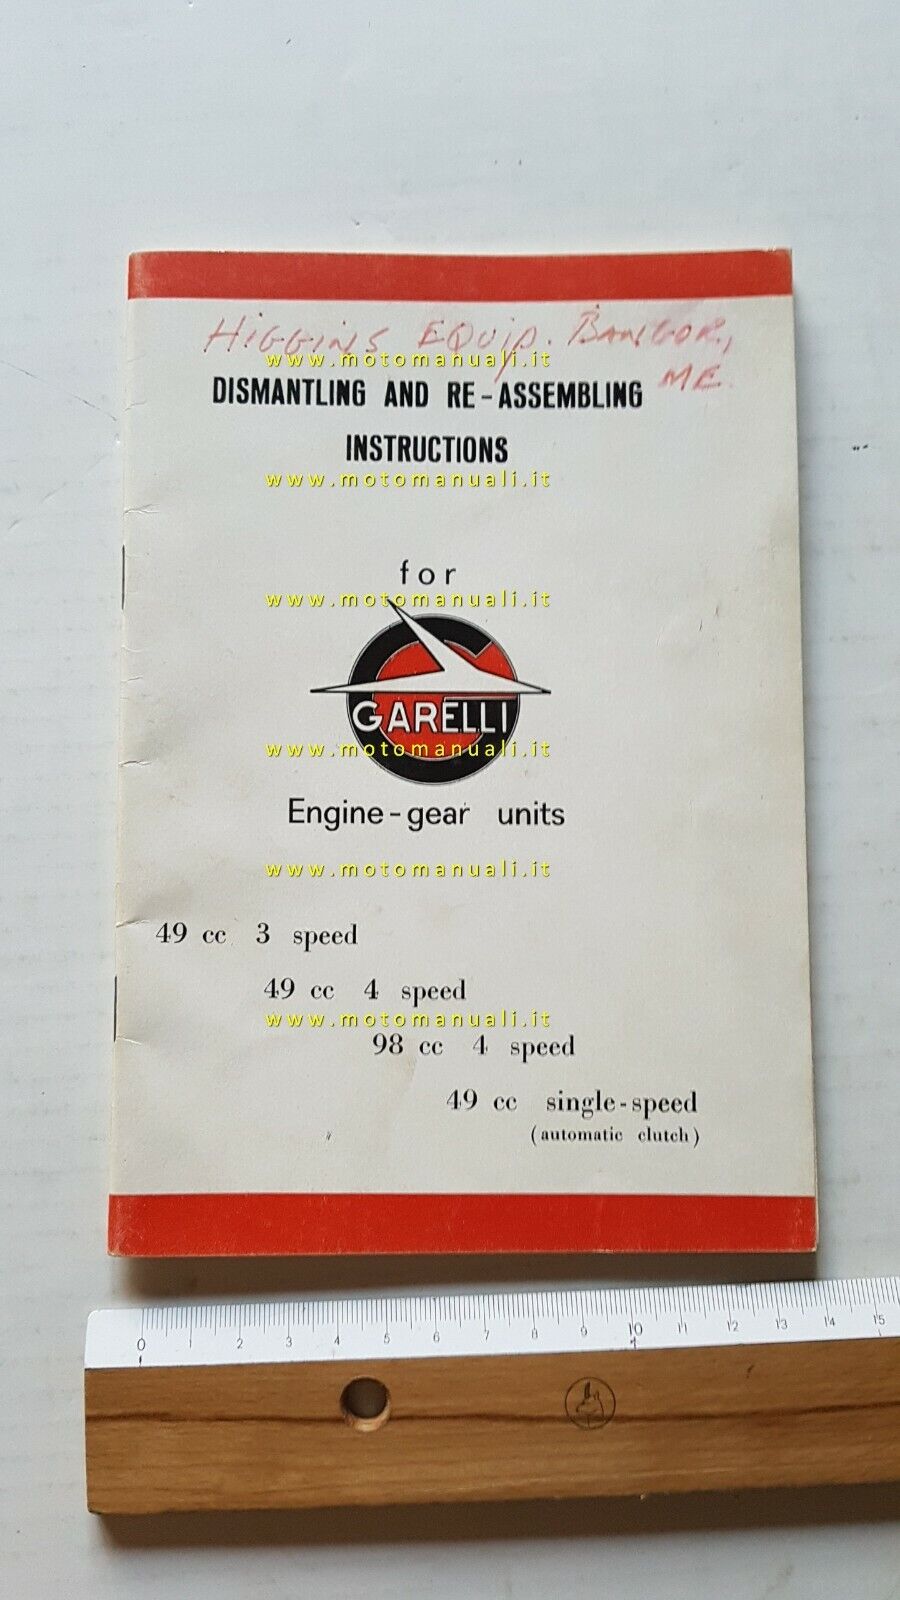 HIGGINS EQUIP. BANGOR,
ME.
www.motomanuali.it
DISMANTLING AND RE-ASSEMBLING
INSTRUCTIONS
www.motomanuali.it
for
www.motomanuali.it
GARELLI
www.motomanuali.it
Engine-gear units
www.motomanuali.it
49 cc 3 speed
49 cc 4 speed
www.motomanuali.it
98 cc 4 speed
49 cc single-speed
(automatic clutch)
0 1 2 3 4 5 6 7 8 9 10 11 12 13 14 15